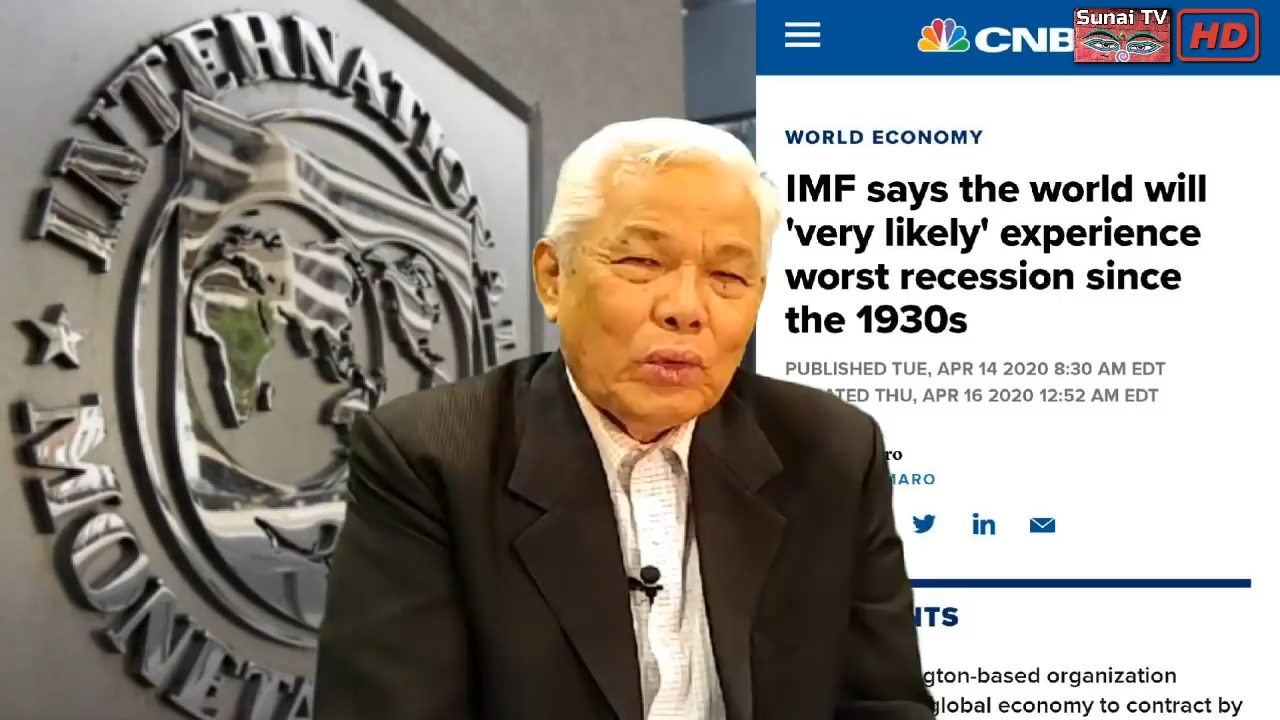 INTERNATIO
MONETA
Sunai TV
HD
CNB
WORLD ECONOMY
IMF says the world will
'very likely' experience
worst recession since
the 1930s
PUBLISHED TUE, APR 14 2020 8:30 AM EDT
ATED THU, APR 16 2020 12:52 AM EDT
ro
MARO
in
NTS
gton-based organization
global economy to contract by